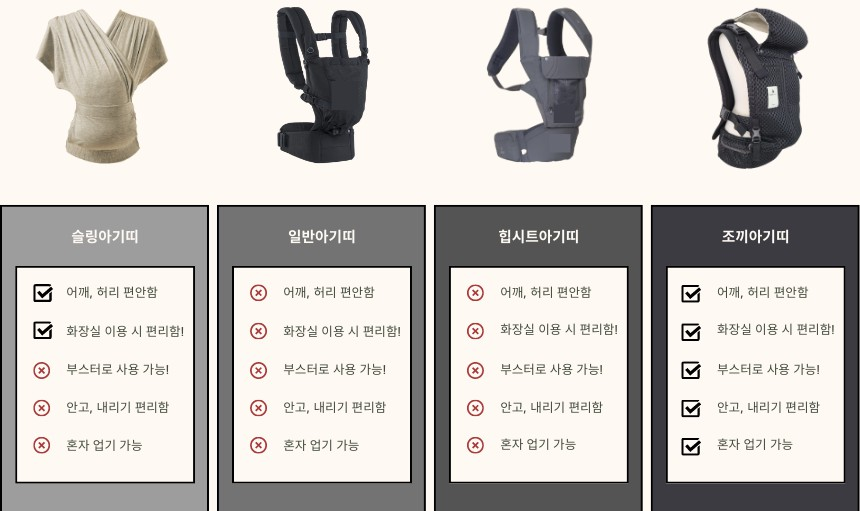 슬링아기띠
어깨, 허리 편안함
화장실 이용 시 편리함!
부스터로 사용 가능!
안고, 내리기 편리함
혼자 업기 가능
일반아기띠
어깨, 허리 편안함
화장실 이용 시 편리함!
부스터로 사용 가능!
안고, 내리기 편리함
혼자 업기 가능
힙시트아기띠
어깨, 허리 편안함
화장실 이용 시 편리함!
부스터로 사용 가능!
안고, 내리기 편리함
혼자 업기 가능
조끼아기띠
어깨, 허리 편안함
화장실 이용 시 편리함!
부스터로 사용 가능!
안고, 내리기 편리함
혼자 업기 가능